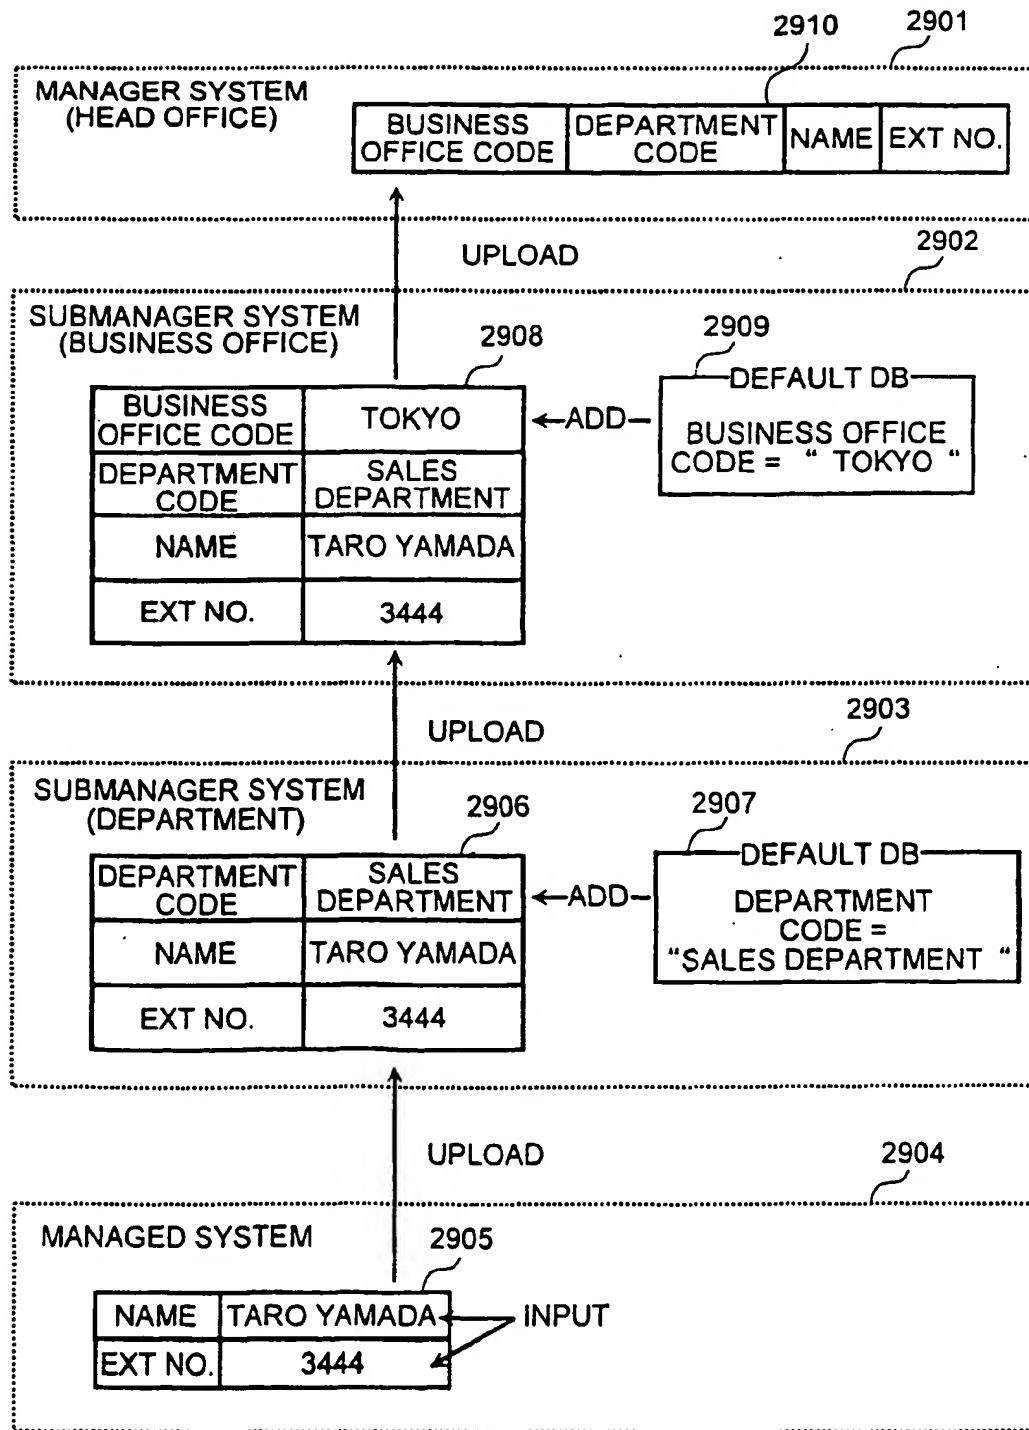 2910
2901
MANAGER SYSTEM
(HEAD OFFICE)
BUSINESS
OFFICE CODE
DEPARTMENT
CODE
NAME
EXT NO.
UPLOAD
2902
SUBMANAGER SYSTEM
(BUSINESS OFFICE)
2908
2909
BUSINESS
OFFICE CODE
TOKYO
ADD
DEFAULT DB
BUSINESS OFFICE
CODE = " TOKYO "
DEPARTMENT
CODE
SALES
DEPARTMENT
NAME
TARO YAMADA
EXT NO.
3444
UPLOAD
2903
SUBMANAGER SYSTEM
(DEPARTMENT)
2906
2907
DEPARTMENT
CODE
SALES
DEPARTMENT
ADD
DEFAULT DB
DEPARTMENT
CODE =
"SALES DEPARTMENT "
NAME
TARO YAMADA
EXT NO.
3444
UPLOAD
2904
MANAGED SYSTEM
2905
NAME
TARO YAMADA
INPUT
EXT NO.
3444